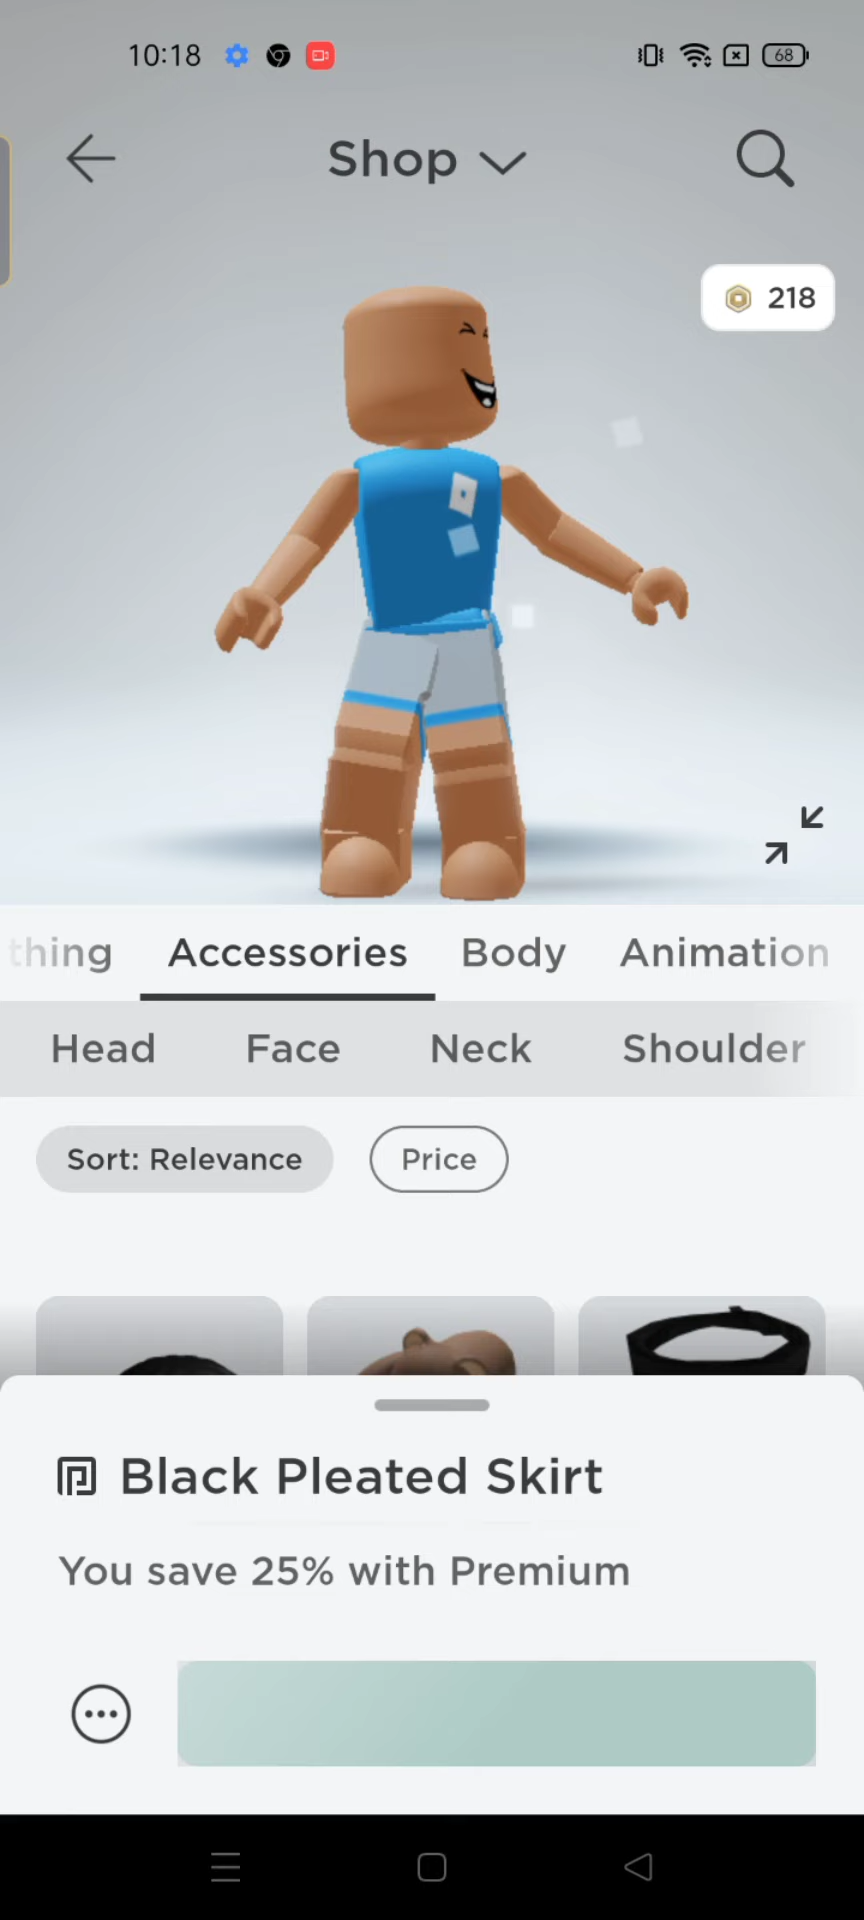 10:18
68
Shop
218
thing Accessories Body Animation
Head Face Neck Shoulder
Sort: Relevance Price
Black Pleated Skirt
You save 25% with Premium